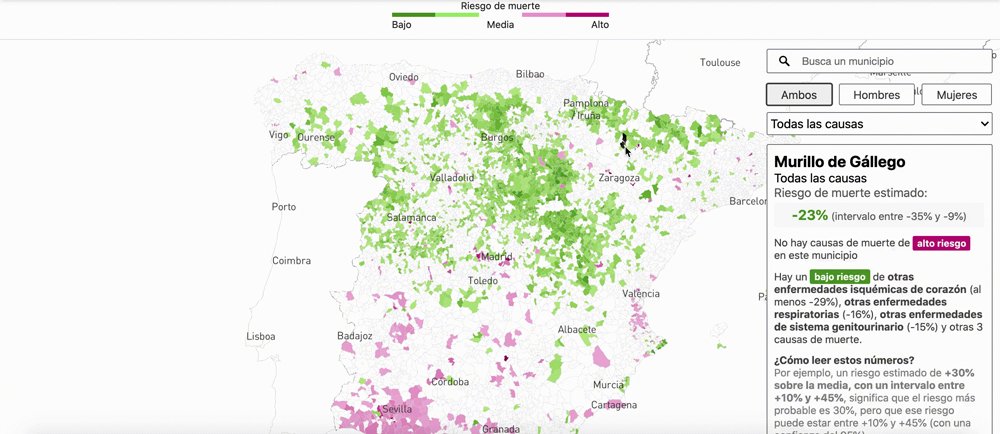 Riesgo de muerte
Bajo Media Alto
Toulouse
Bilbao
Oviedo
Pamplona
/ Iruña
Vigo
Ourense
Burgos
Valladolid
Zaragoza
Barcelon
Porto
Salamanca
Madrid
Coimbra
Toledo
València
Lisboa
Badajoz
Albacete
Córdoba
Murcia
Cartagena
Sevilla
Granada
Busca un municipio
Ambos Hombres Mujeres
Todas las causas
Murillo de Gállego
Todas las causas
Riesgo de muerte estimado:
-23% (intervalo entre -35% y -9%)
No hay causas de muerte de alto riesgo
en este municipio
Hay un bajo riesgo de otras
enfermedades isquémicas de corazón (al
menos -29%), otras enfermedades
respiratorias (-16%), otras enfermedades
de sistema genitourinario (-15%) y otras 3
causas de muerte.
¿Cómo leer estos números?
Por ejemplo, un riesgo estimado de +30%
sobre la media, con un intervalo entre
+10% y +45%, significa que el riesgo más
probable es 30%, pero que ese riesgo
puede estar entre +10% y +45% (con una